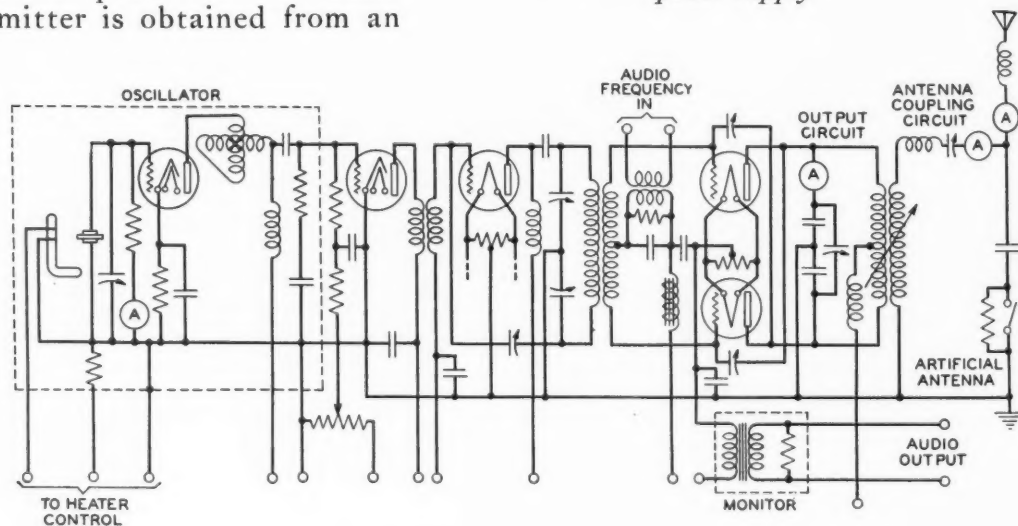 mitter is obtained from an
OSCILLATOR
AUDIO
FREQUENCY
IN
OUTPUT
CIRCUIT
ANTENNA
COUPLING
CIRCUIT
A
A
A
A
ARTIFICIAL
ANTENNA
AUDIO
OUTPUT
MONITOR
TO HEATER
CONTROL